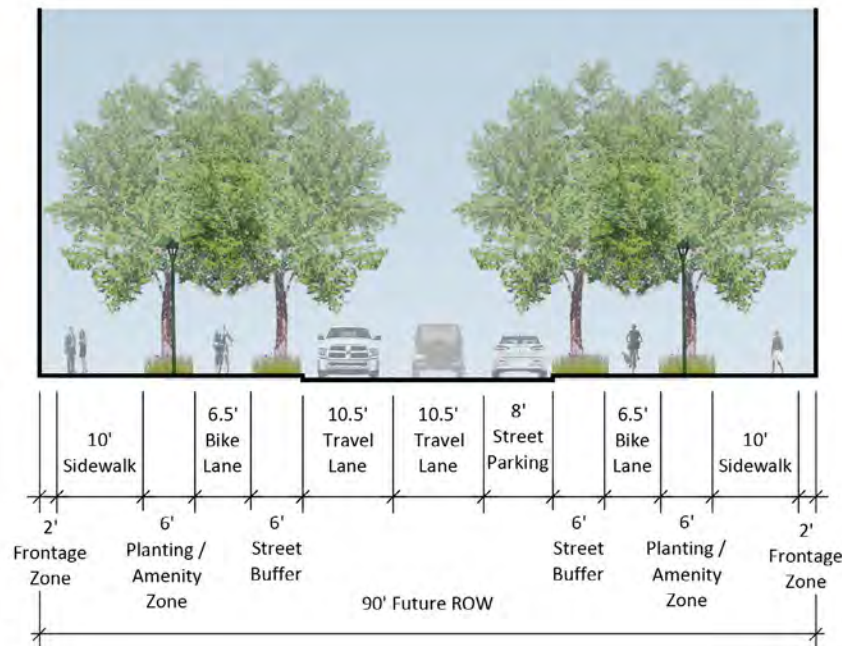 10'
Sidewalk
6.5'
Bike
Lane
10.5'
Travel
Lane
10.5'
Travel
Lane
8'
Street
Parking
6.5'
Bike
Lane
10'
Sidewalk
2'
Frontage
Zone
6'
Planting /
Amenity
Zone
6'
Street
Buffer
6'
Street
Buffer
6'
Planting /
Amenity
Zone
2'
Frontage
Zone
90' Future ROW